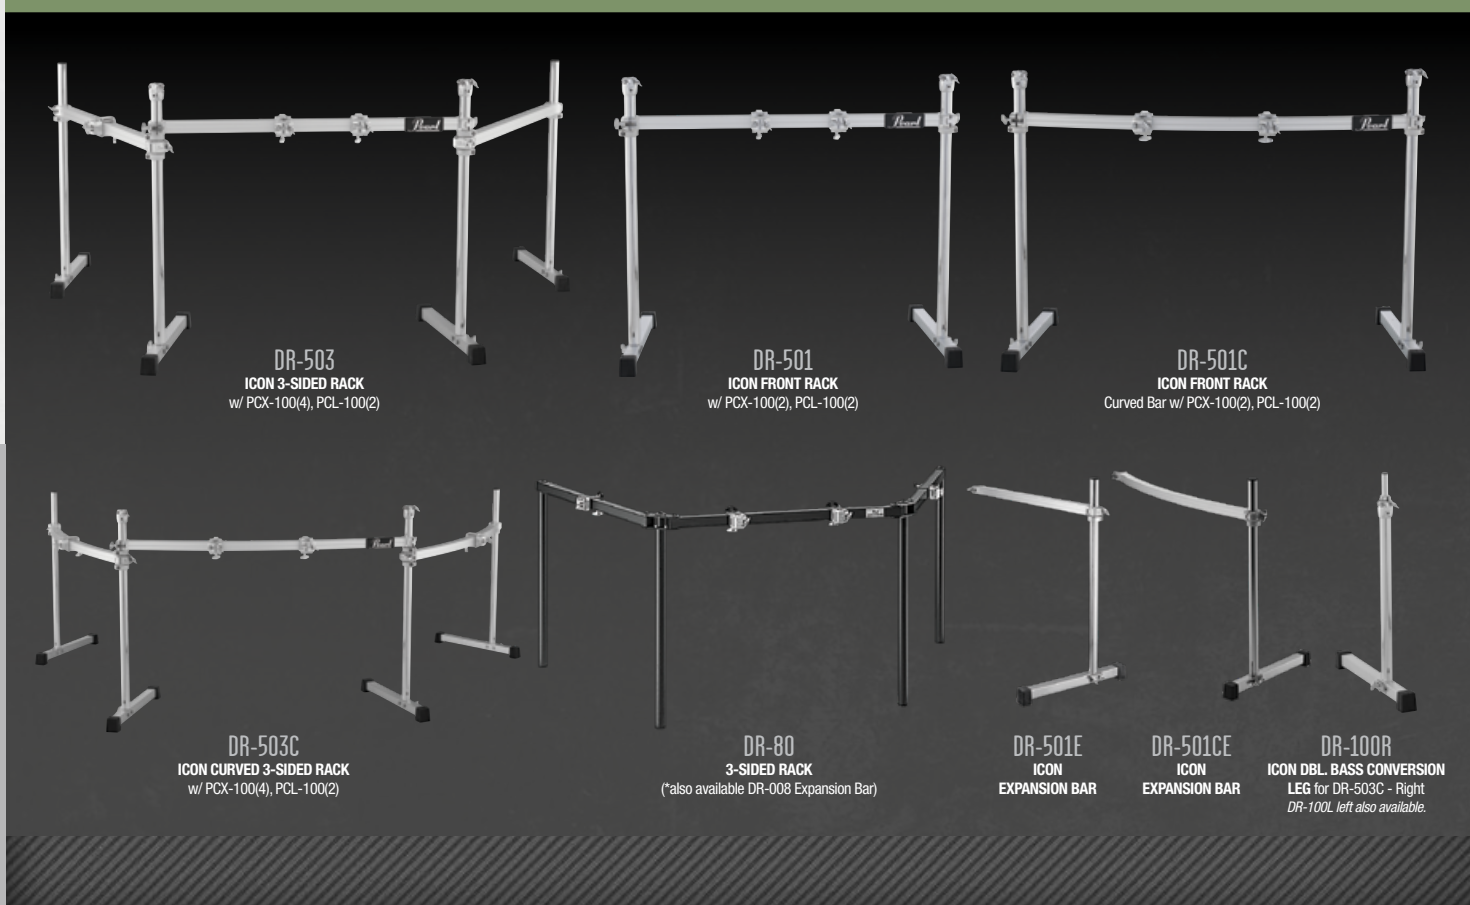 Pearl
Pearl
Pearl
DR-503
ICON 3-SIDED RACK
w/ PCX-100(4), PCL-100(2)
DR-501
ICON FRONT RACK
w/ PCX-100(2), PCL-100(2)
DR-501C
ICON FRONT RACK
Curved Bar w/ PCX-100(2), PCL-100(2)
Pearl
DR-503C
ICON CURVED 3-SIDED RACK
w/ PCX-100(4), PCL-100(2)
DR-80
3-SIDED RACK
(*also available DR-008 Expansion Bar)
DR-501E
ICON
EXPANSION BAR
DR-501CE
ICON
EXPANSION BAR
DR-100R
ICON DBL. BASS CONVERSION
LEG for DR-503C - Right
DR-100L left also available.